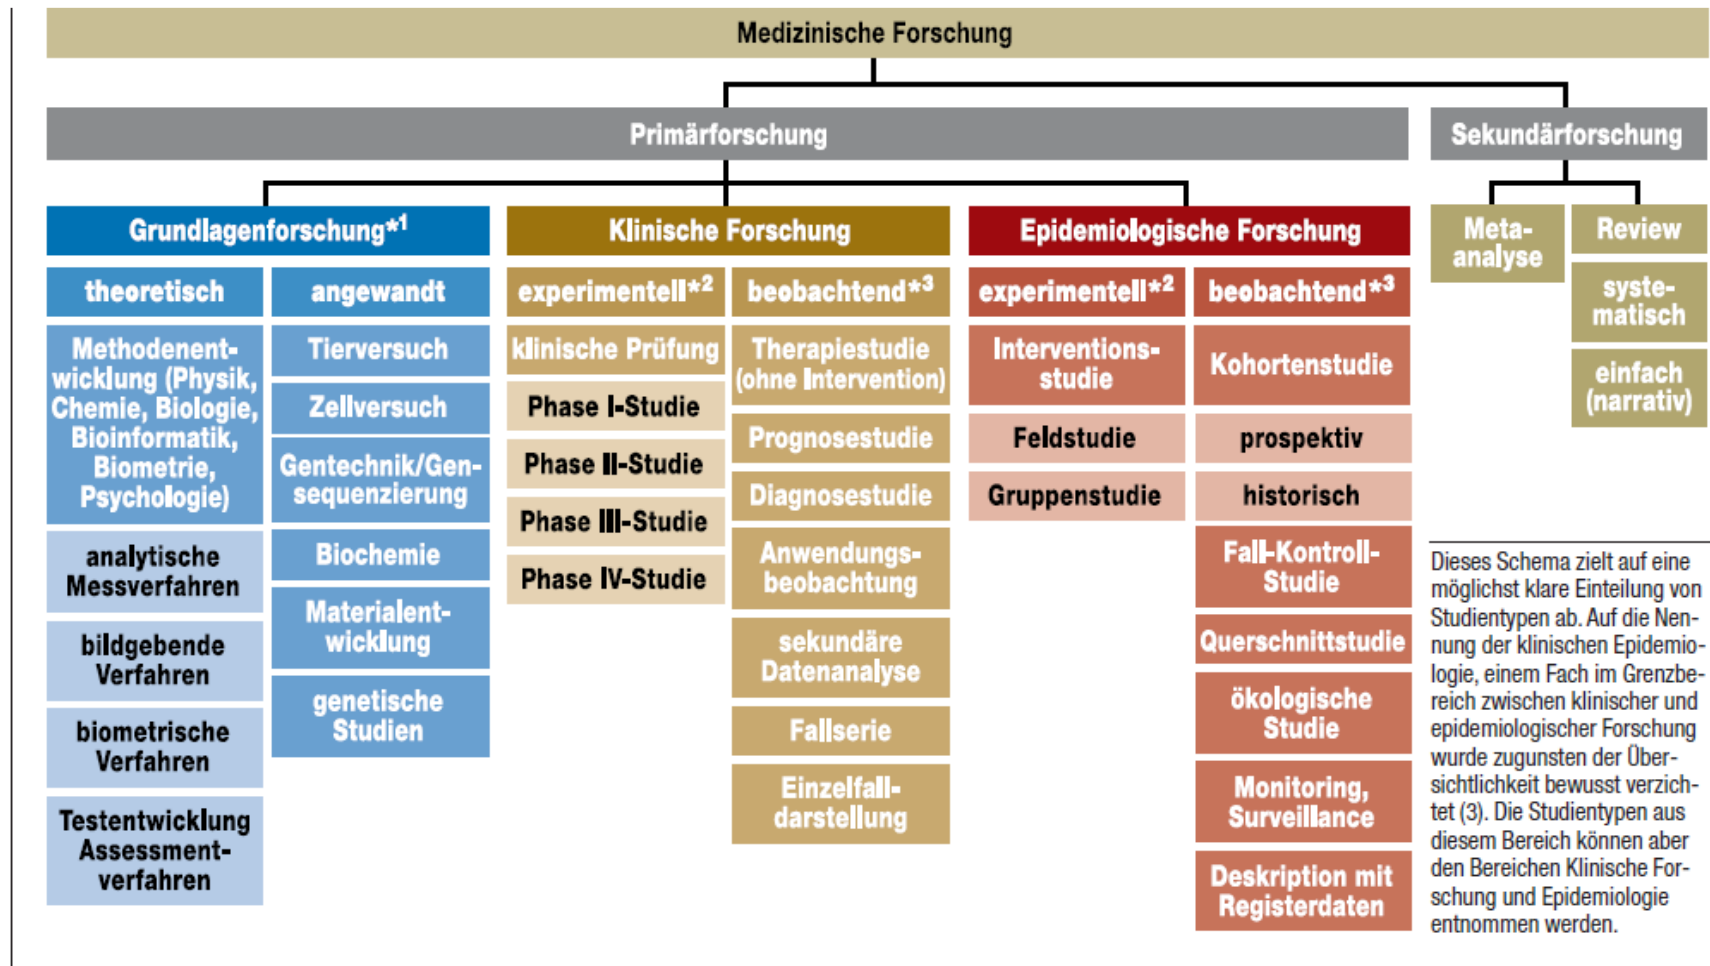 Medizinische Forschung
Primärforschung
Sekundärforschung
Grundlagenforschung*1
Klinische Forschung
Epidemiologische Forschung
Meta-
analyse
Review
syste-
matisch
einfach
(narrativ)
theoretisch
Methodenent-
wicklung (Physik,
Chemie, Biologie,
Bioinformatik,
Biometrie,
Psychologie)
analytische
Messverfahren
bildgebende
Verfahren
biometrische
Verfahren
Testentwicklung
Assessment-
verfahren
angewandt
Tierversuch
Zellversuch
Gentechnik/Gen-
sequenzierung
Biochemie
Materialent-
wicklung
genetische
Studien
experimentell*2
klinische Prüfung
Phase I-Studie
Phase II-Studie
Phase III-Studie
Phase IV-Studie
beobachtend*3
Therapiestudie
(ohne Intervention)
Prognosestudie
Diagnosestudie
Anwendungs-
beobachtung
sekundäre
Datenanalyse
Fallserie
Einzelfall-
darstellung
experimentell*2
Interventions-
studie
Feldstudie
Gruppenstudie
beobachtend*3
Kohortenstudie
prospektiv
historisch
Fall-Kontroll-
Studie
Querschnittstudie
ökologische
Studie
Monitoring,
Surveillance
Deskription mit
Registerdaten
Dieses Schema zielt auf eine
möglichst klare Einteilung von
Studientypen ab. Auf die Nen-
nung der klinischen Epidemio-
logie, einem Fach im Grenzbe-
reich zwischen klinischer und
epidemiologischer Forschung
wurde zugunsten der Über-
sichtlichkeit bewusst verzich-
tet (3). Die Studientypen aus
diesem Bereich können aber
den Bereichen Klinische For-
schung und Epidemiologie
entnommen werden.